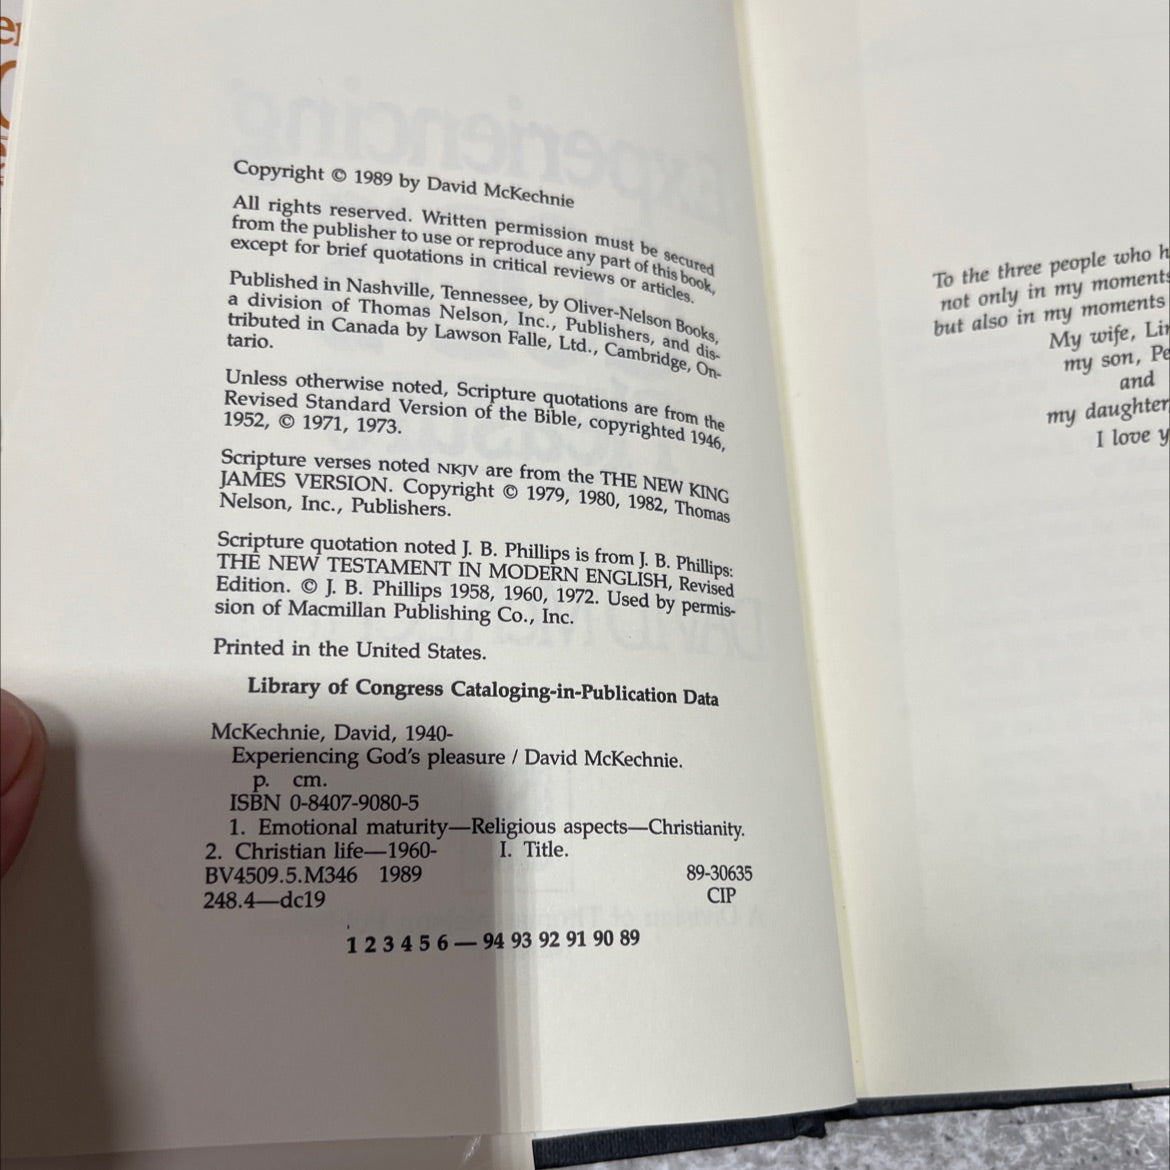 Copyright © 1989 by David McKechnie
All rights reserved. Written permission must be secured
from the publisher to use or reproduce any part of this book,
except for brief quotations in critical reviews or articles.
Published in Nashville, Tennessee, by Oliver-Nelson Books,
a division of Thomas Nelson, Inc., Publishers, and dis-
tributed in Canada by Lawson Falle, Ltd., Cambridge, On-
tario.
Unless otherwise noted, Scripture quotations are from the
Revised Standard Version of the Bible, copyrighted 1946,
1952, © 1971, 1973.
Scripture verses noted NKJV are from the THE NEW KING
JAMES VERSION. Copyright © 1979, 1980, 1982, Thomas
Nelson, Inc., Publishers.
Scripture quotation noted J. B. Phillips is from J. B. Phillips:
THE NEW TESTAMENT IN MODERN ENGLISH, Revised
Edition. © J. B. Phillips 1958, 1960, 1972. Used by permis-
sion of Macmillan Publishing Co., Inc.
Printed in the United States.
Library of Congress Cataloging-in-Publication Data
McKechnie, David, 1940-
Experiencing God's pleasure / David McKechnie.
p. cm.
ISBN 0-8407-9080-5
1. Emotional maturity—Religious aspects—Christianity.
2. Christian life—1960- I. Title.
BV4509.5.M346 1989 89-30635
248.4—dc19 CIP
1 2 3 4 5 6 — 94 93 92 91 90 89
To the three people who
not only in my moments
but also in my moments
My wife,
my son,
and
my daughter
I love